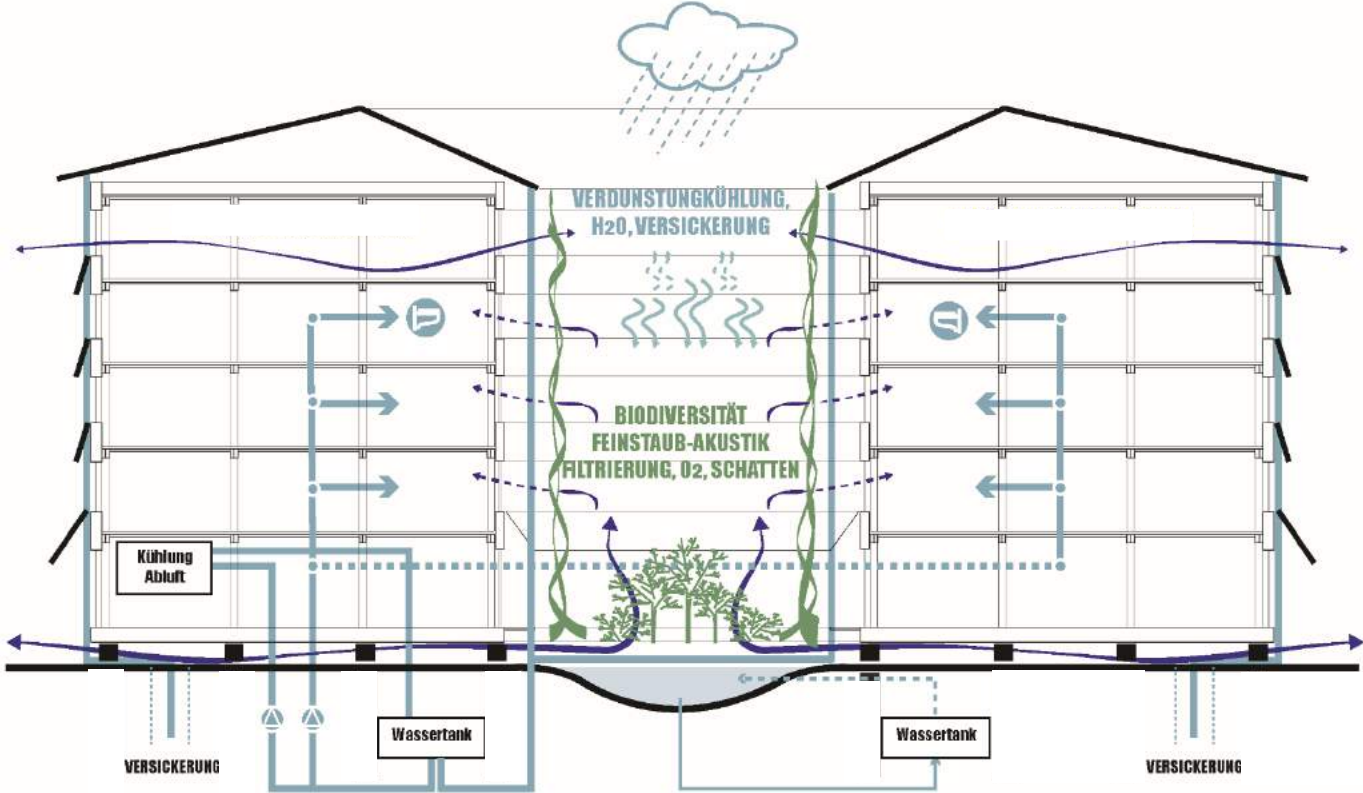 VERDUNSTUNGKÜHLUNG,
H2O, VERSICKERUNG
BIODIVERSITÄT
FEINSTAUB-AKUSTIK
FILTRIERUNG, O2, SCHATTEN
Kühlung
Abluft
Wassertank
Wassertank
VERSICKERUNG
VERSICKERUNG